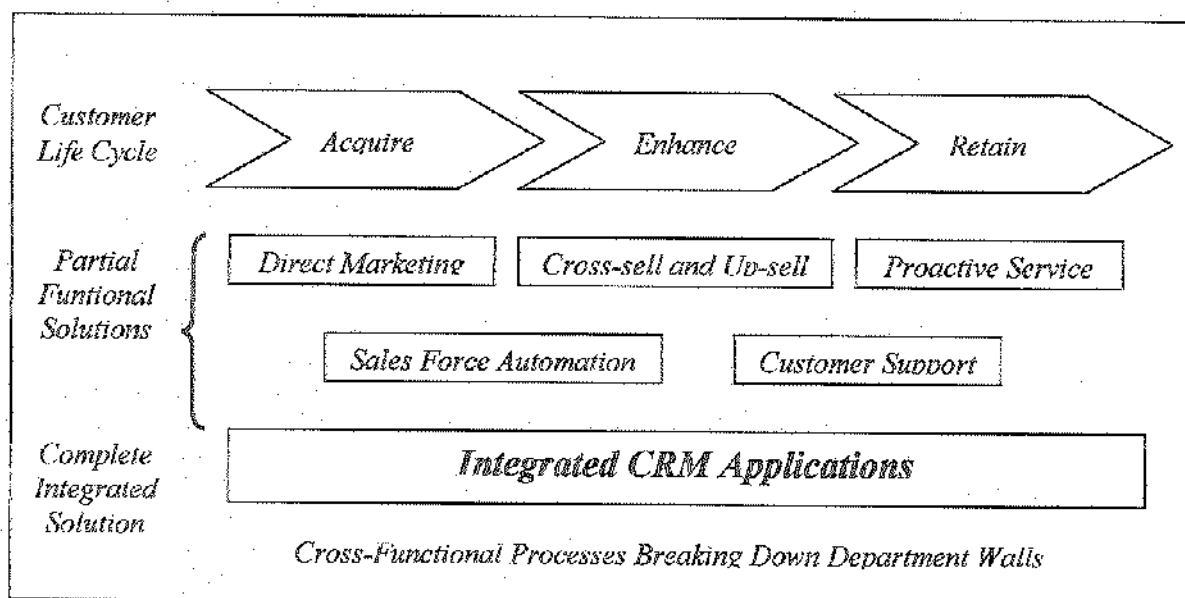 Customer
Life Cycle
Acquire
Enhance
Retain
Partial
Funtional
Solutions
Direct Marketing
Cross-sell and Up-sell
Proactive Service
Sales Force Automation
Customer Support
Complete
Integrated
Solution
Integrated CRM Applications
Cross-Functional Processes Breaking Down Department Walls